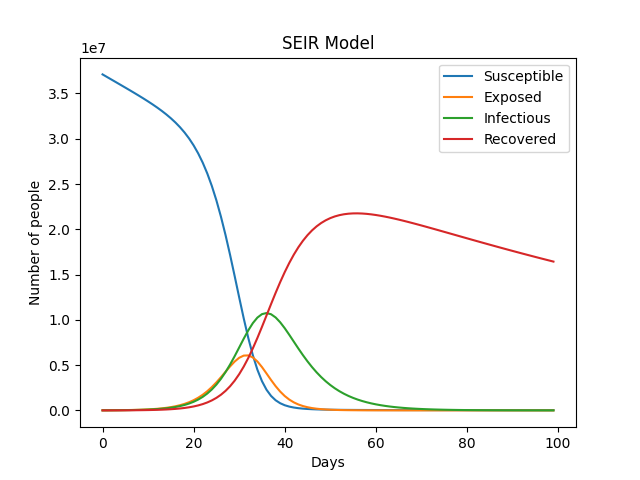 SEIR Model
1e7
3.5
3.0
2.5
2.0
1.5
1.0
0.5
0.0
Number of people
Susceptible
Exposed
Infectious
Recovered
0 20 40 60 80 100
Days